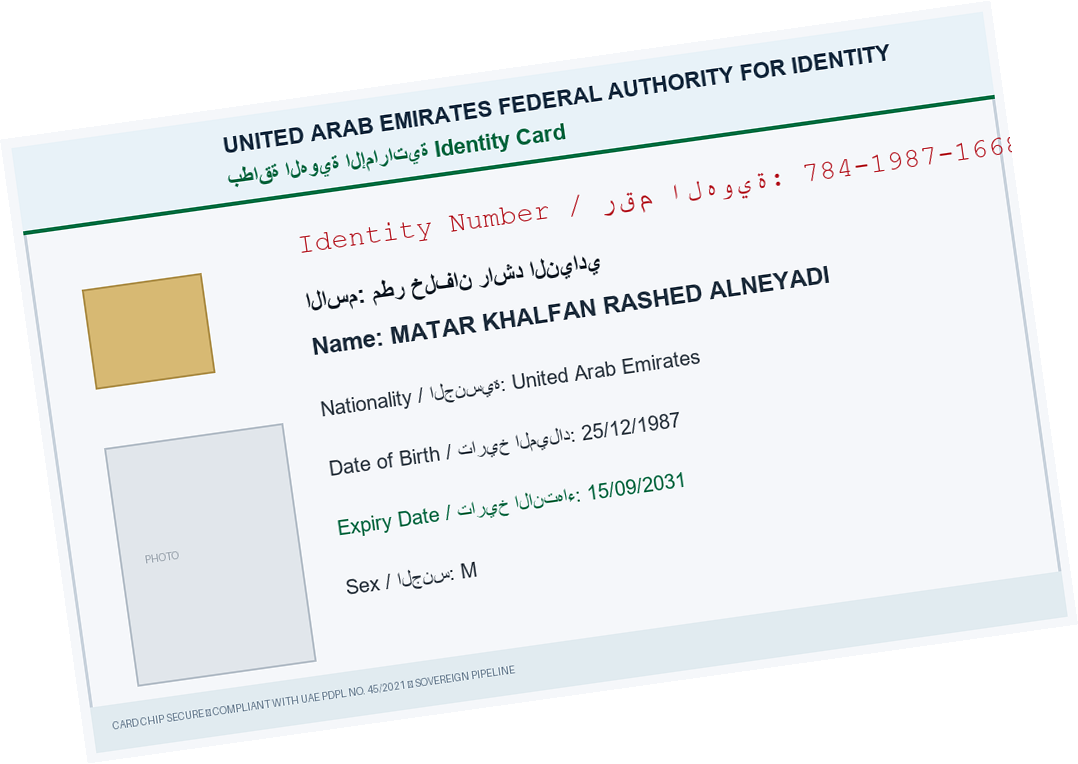 UNITED ARAB EMIRATES FEDERAL AUTHORITY FOR IDENTITY
بطاقة الهوية الإماراتية Identity Card
Identity Number / رقم الهوية: 784-1987-1668
الاسم: مطر خلفان راشد النيادي
Name: MATAR KHALFAN RASHED ALNEYADI
Nationality / الجنسية: United Arab Emirates
Date of Birth / تاريخ الميلاد: 25/12/1987
Expiry Date / تاريخ الانتهاء: 15/09/2031
Sex / الجنس: M
PHOTO
CARD CHIP SECURE COMPLIANT WITH UAE PDPL NO. 45/2021 SOVEREIGN PIPELINE